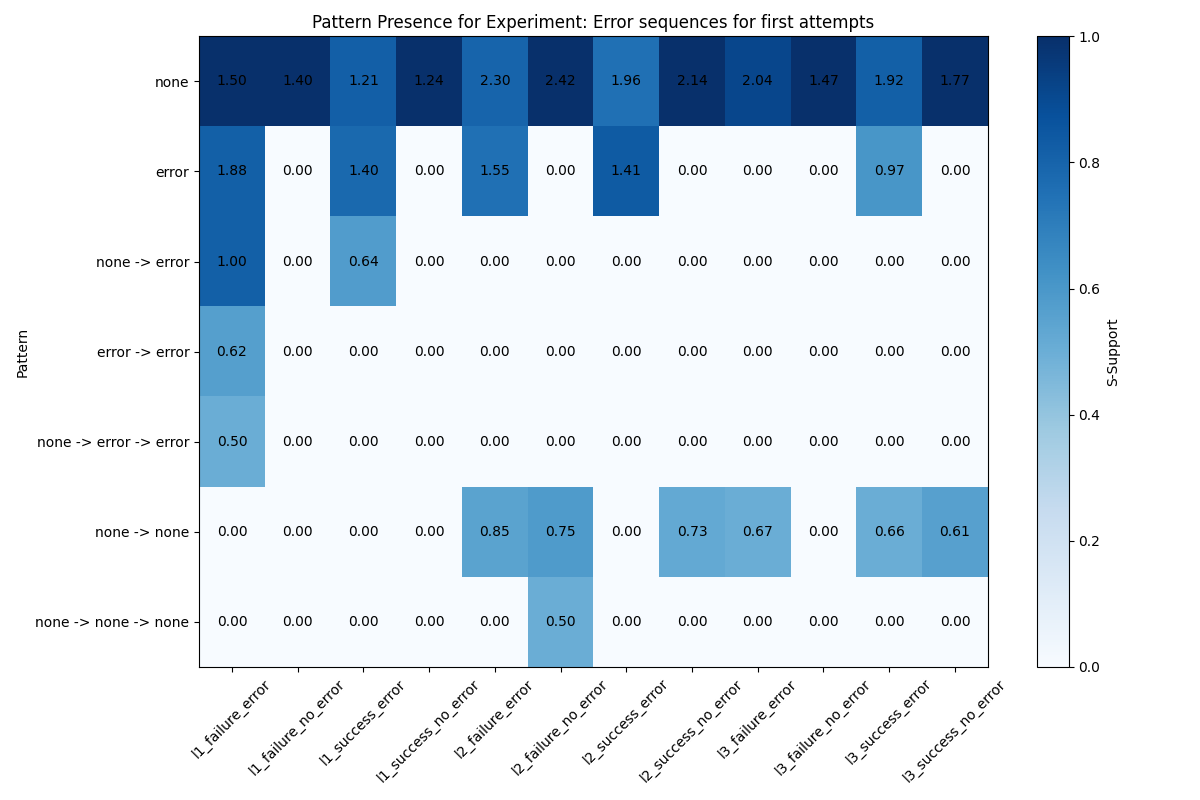 Pattern Presence for Experiment: Error sequences for first attempts
none 1.50 1.40 1.21 1.24 2.30 2.42 1.96 2.14 2.04 1.47 1.92 1.77
error 1.88 0.00 1.40 0.00 1.55 0.00 1.41 0.00 0.00 0.00 0.97 0.00
none -> error 1.00 0.00 0.64 0.00 0.00 0.00 0.00 0.00 0.00 0.00 0.00 0.00
error -> error 0.62 0.00 0.00 0.00 0.00 0.00 0.00 0.00 0.00 0.00 0.00 0.00
none -> error -> error 0.50 0.00 0.00 0.00 0.00 0.00 0.00 0.00 0.00 0.00 0.00 0.00
none -> none 0.00 0.00 0.00 0.00 0.85 0.75 0.00 0.73 0.67 0.00 0.66 0.61
none -> none -> none 0.00 0.00 0.00 0.00 0.00 0.50 0.00 0.00 0.00 0.00 0.00 0.00
Pattern
l1_failure_error
l1_failure_no_error
l1_success_error
l1_success_no_error
l2_failure_error
l2_failure_no_error
l2_success_error
l2_success_no_error
l3_failure_error
l3_failure_no_error
l3_success_error
l3_success_no_error
1.0
0.8
0.6
0.4
0.2
0.0
S-Support